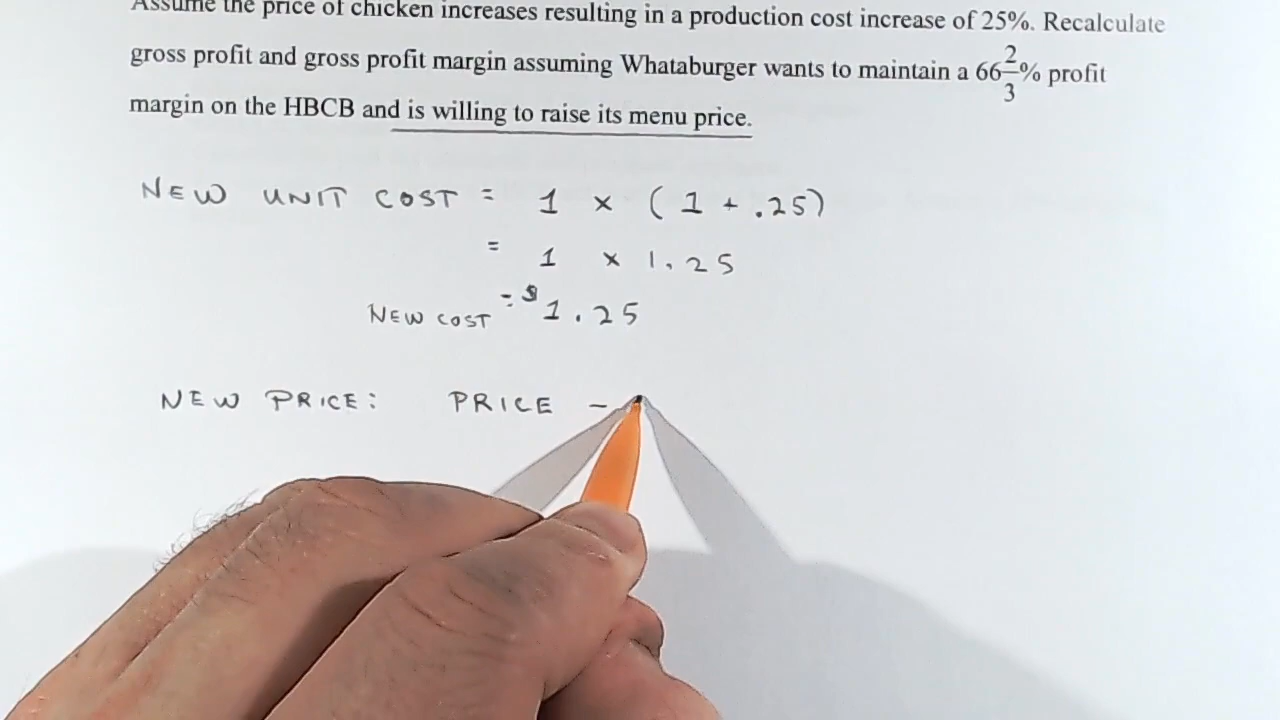 Assume the price of chicken increases resulting in a production cost increase of 25%. Recalculate
gross profit and gross profit margin assuming Whataburger wants to maintain a 66 2/3% profit
margin on the HBCB and is willing to raise its menu price.
NEW UNIT COST = 1 x (1 + .25)
= 1 x 1.25
NEW COST = $1.25
NEW PRICE: PRICE -